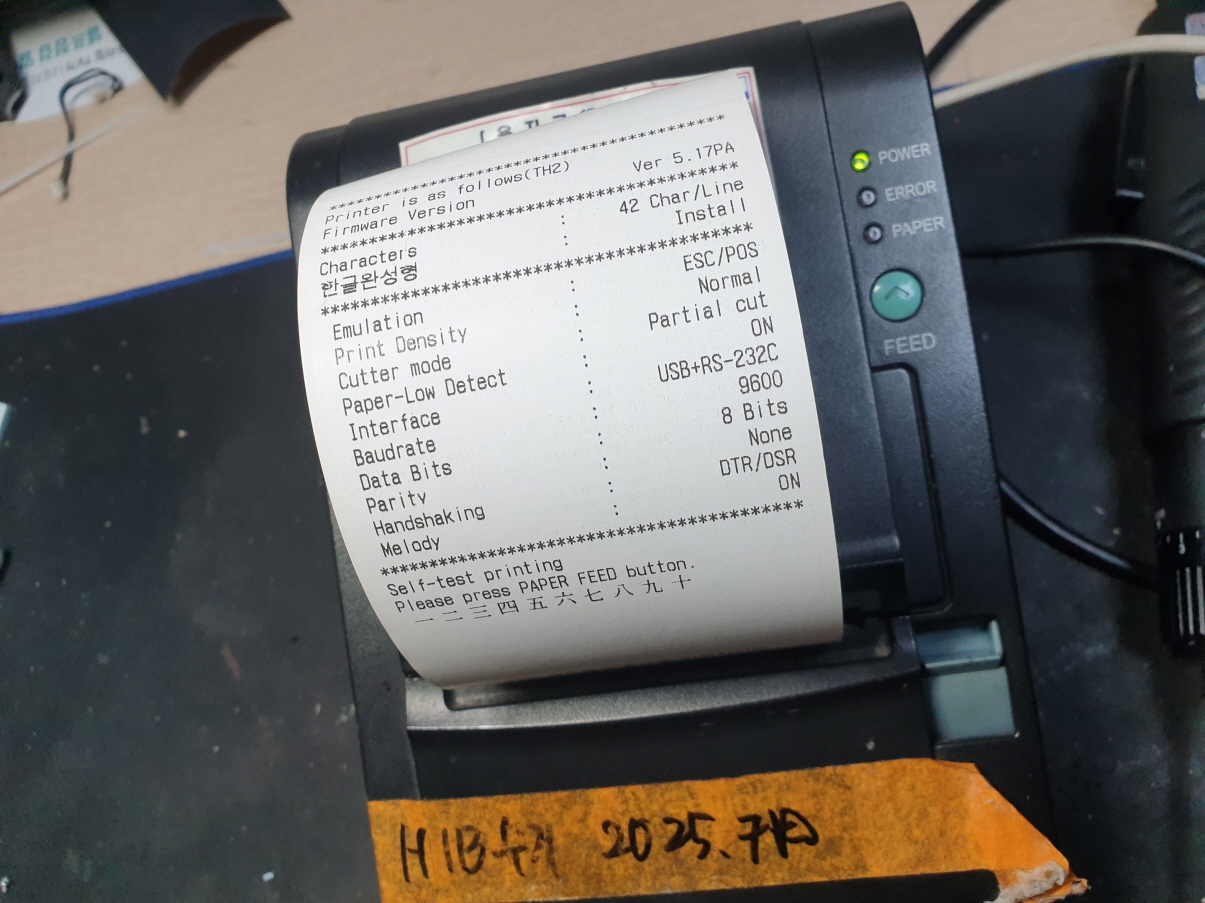 ****************************************
Printer is as follows(TH2)
Firmware Version Ver 5.17PA
****************************************
Characters : 42 Char/Line
한글완성형 : Install
****************************************
Emulation : ESC/POS
Print Density : Normal
Cutter mode : Partial cut
Paper-Low Detect : ON
Interface : USB+RS-232C
Baudrate : 9600
Data Bits : 8 Bits
Parity : None
Handshaking : DTR/DSR
Melody : ON
****************************************
Self-test printing
Please press PAPER FEED button.
一 二 三 四 五 六 七 八 九 十
POWER
ERROR
PAPER
FEED
2025.7